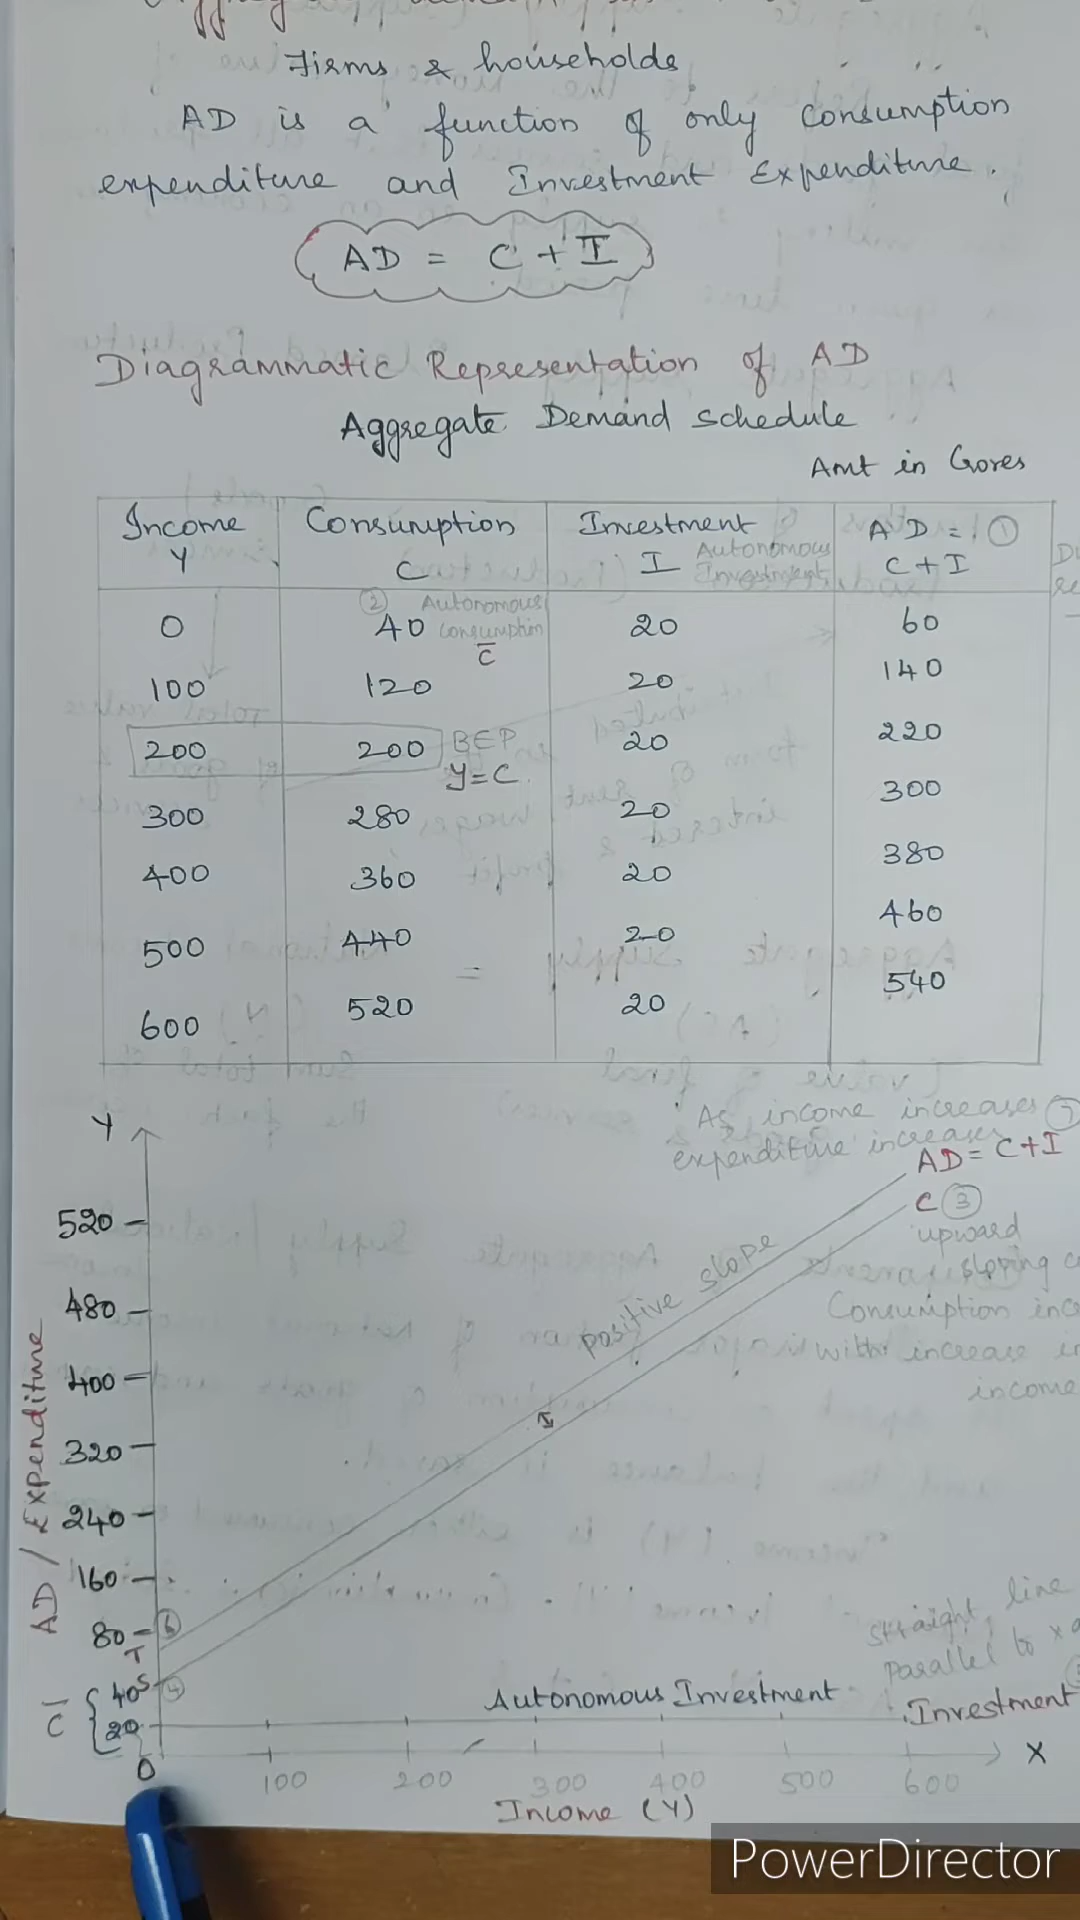 Firms & households
AD is a function of only Consumption
expenditure and Investment Expenditure.
AD = C + I
Diagrammatic Representation of AD
Aggregate Demand schedule
Amt in Crores
Income Y
Consumption C
Investment I Autonomous Investment
AD = C + I ①
0 40 20 60
② Autonomous Consumption C̅
100 120 20 140
200 200 20 220
BEP
Y=C
300 280 20 300
400 360 20 380
500 440 20 460
600 520 20 540
As income increases ⑦
expenditure increases
Y
AD = C+I
C ③
upward
sloping
Consumption
with increase
income
positive slope
520
480
400
320
240
160
80
T
40 S ④
20
C̅
0
AD / Expenditure
straight line
parallel to x
Autonomous Investment
Investment
X
100 200 300 400 500 600
Income (Y)
PowerDirector